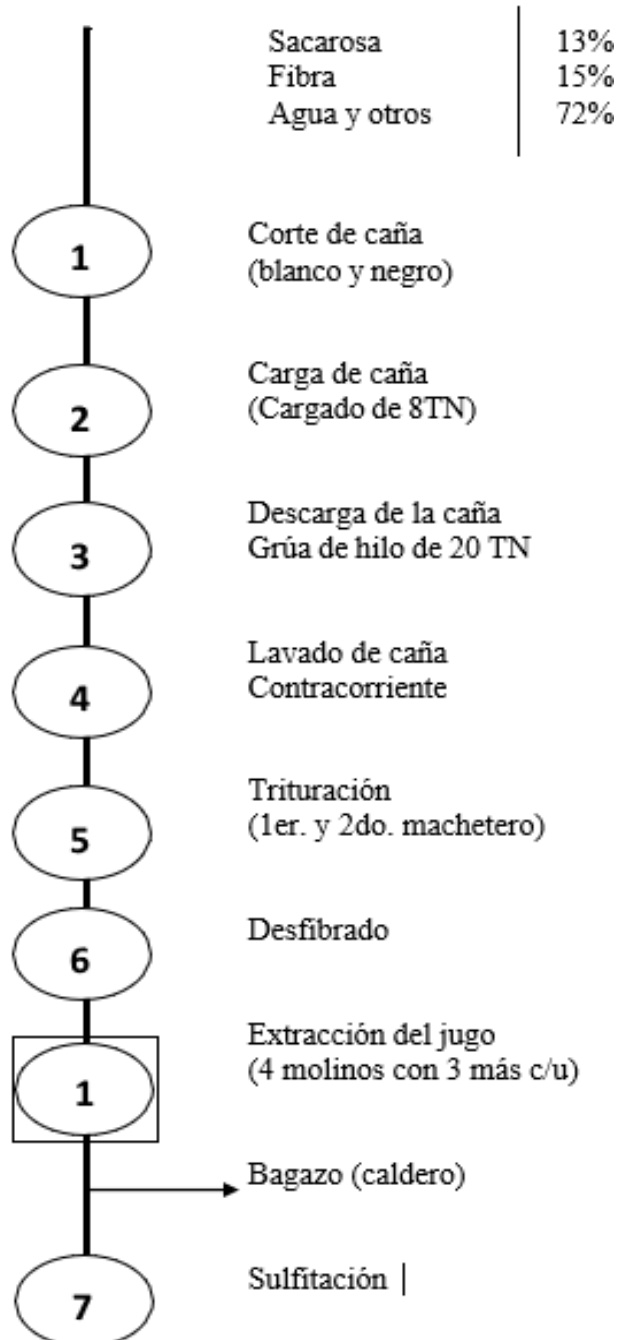 Sacarosa 13%
Fibra 15%
Agua y otros 72%
1 Corte de caña
(blanco y negro)
2 Carga de caña
(Cargado de 8TN)
3 Descarga de la caña
Grúa de hilo de 20 TN
4 Lavado de caña
Contracorriente
5 Trituración
(1er. y 2do. machetero)
6 Desfibrado
1 Extracción del jugo
(4 molinos con 3 más c/u)
Bagazo (caldero)
7 Sulfitación